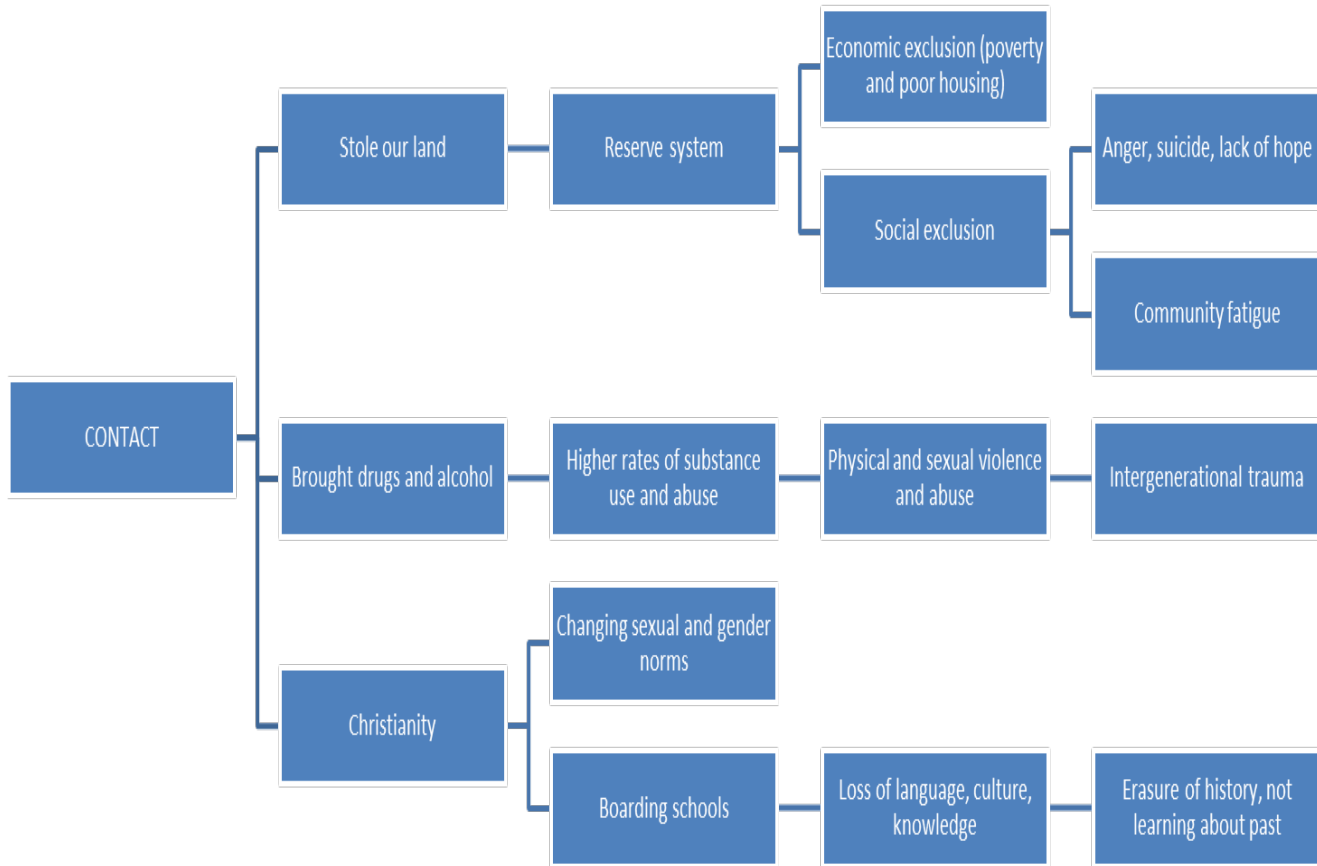 Economic exclusion (poverty
and poor housing)
Stole our land
Reserve system
Anger, suicide, lack of hope
Social exclusion
Community fatigue
CONTACT
Brought drugs and alcohol
Higher rates of substance
use and abuse
Physical and sexual violence
and abuse
Intergenerational trauma
Changing sexual and gender
norms
Christianity
Boarding schools
Loss of language, culture,
knowledge
Erasure of history, not
learning about past